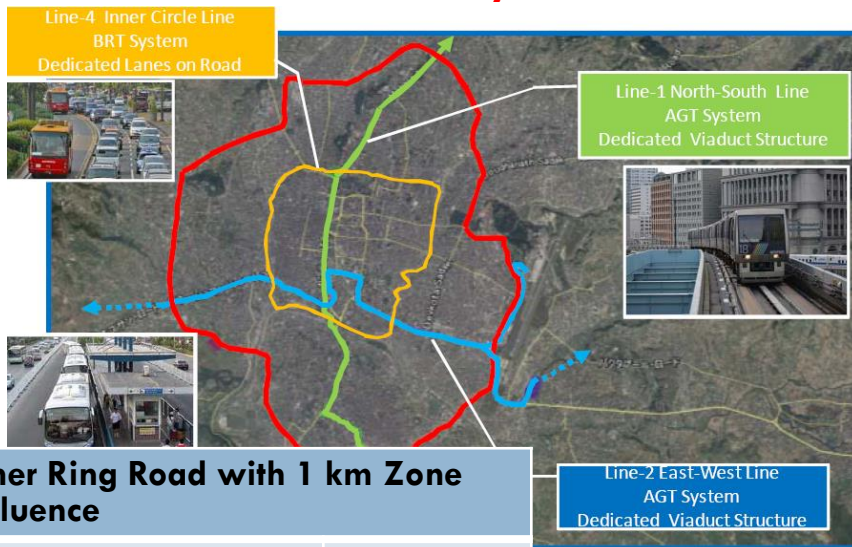 Line-4 Inner Circle Line
BRT System
Dedicated Lanes on Road
Line-1 North-South Line
AGT System
Dedicated Viaduct Structure
ner Ring Road with 1 km Zone
luence
Line-2 East-West Line
AGT System
Dedicated Viaduct Structure